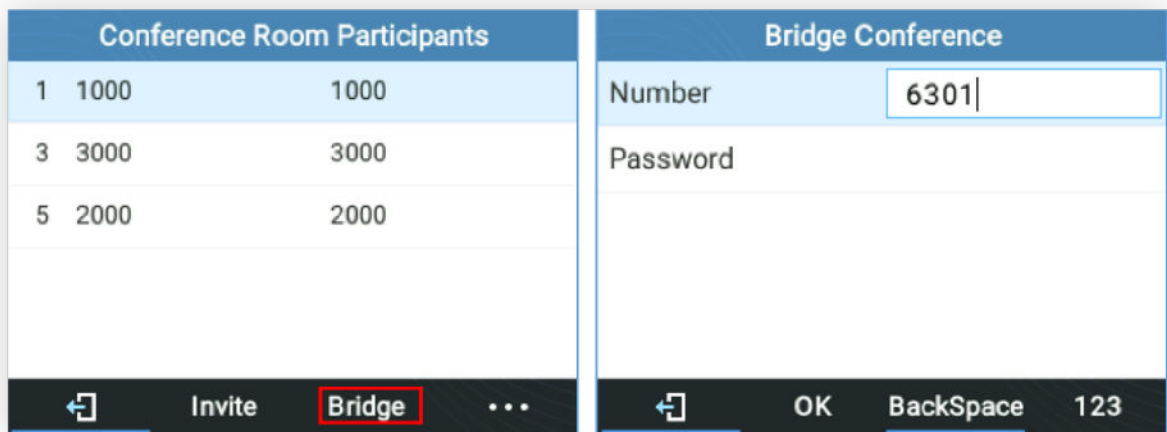 Conference Room Participants
1 1000 1000
3 3000 3000
5 2000 2000
Invite Bridge ...
Bridge Conference
Number 6301
Password
OK BackSpace 123